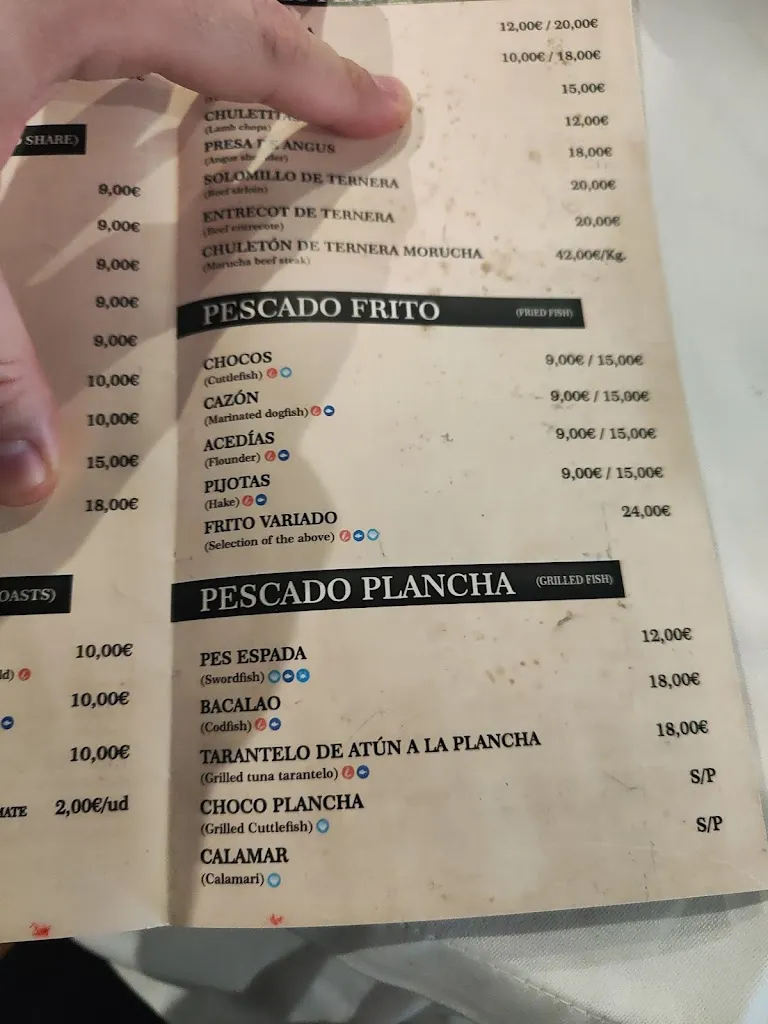 SHARE)
9,00€
9,00€
9,00€
9,00€
9,00€
10,00€
10,00€
15,00€
18,00€
OASTS)
10,00€
10,00€
10,00€
2,00€/ud
12,00€ / 20,00€
10,00€ / 18,00€
15,00€
CHULETITAS 12,00€
(Lamb chops)
PRESA DE ANGUS 18,00€
(Angus
SOLOMILLO DE TERNERA 20,00€
(Beef sirloin)
ENTRECOT DE TERNERA 20,00€
(Beef entrecote)
CHULETÓN DE TERNERA MORUCHA 42,00€/Kg.
(Morucha beef steak)
PESCADO FRITO (FRIED FISH)
CHOCOS 9,00€ / 15,00€
(Cuttlefish)
CAZÓN 9,00€ / 15,00€
(Marinated dogfish)
ACEDÍAS 9,00€ / 15,00€
(Flounder)
PIJOTAS 9,00€ / 15,00€
(Hake)
FRITO VARIADO 24,00€
(Selection of the above)
PESCADO PLANCHA (GRILLED FISH)
PES ESPADA 12,00€
(Swordfish)
BACALAO 18,00€
(Codfish)
TARANTELO DE ATÚN A LA PLANCHA 18,00€
(Grilled tuna tarantelo)
CHOCO PLANCHA S/P
(Grilled Cuttlefish)
CALAMAR S/P
(Calamari)